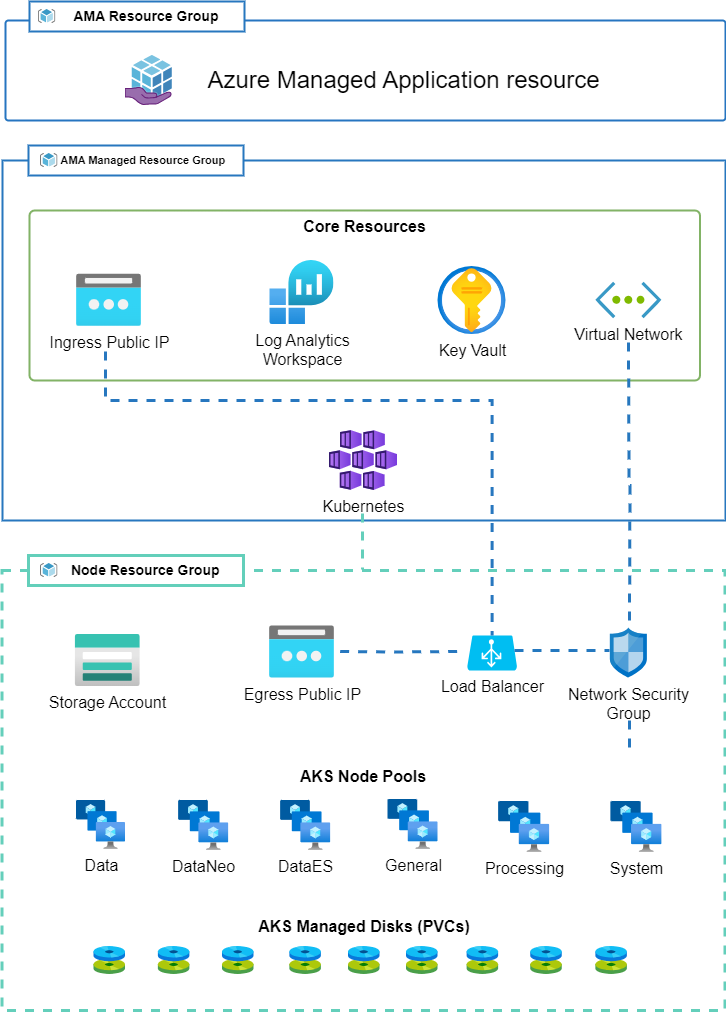 AMA Resource Group
Azure Managed Application resource
AMA Managed Resource Group
Core Resources
Ingress Public IP
Log Analytics
Workspace
Key Vault
Virtual Network
Kubernetes
Node Resource Group
Storage Account
Egress Public IP
Load Balancer
Network Security
Group
AKS Node Pools
Data
DataNeo
DataES
General
Processing
System
AKS Managed Disks (PVCs)